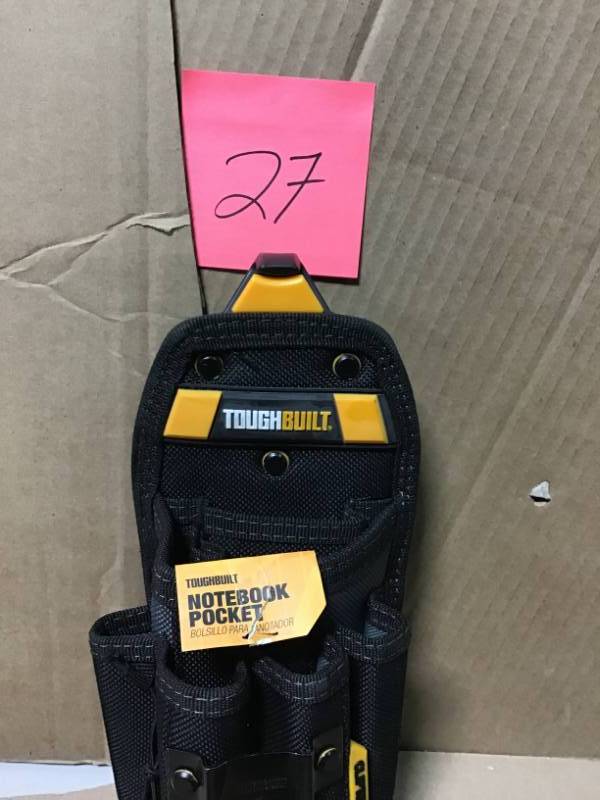 27
TOUGHBUILT
TOUGHBUILT
NOTEBOOK
POCKET
BOLSILLO PARA ANOTADOR